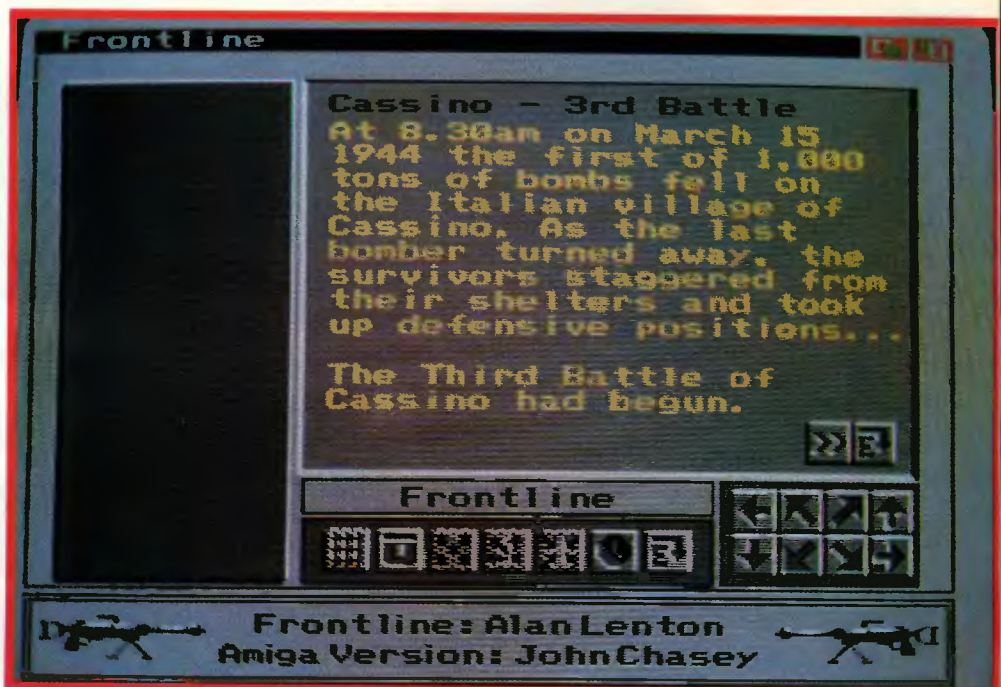 Frontline
Cassino - 3rd Battle
At 8.30am on March 15
1944 the first of 1,000
tons of bombs fell on
the Italian village of
Cassino. As the last
bomber turned away, the
survivors staggered from
their shelters and took
up defensive positions...
The Third Battle of
Cassino had begun.
Frontline
Frontline: Alan Lenton
Amiga Version: John Chasey